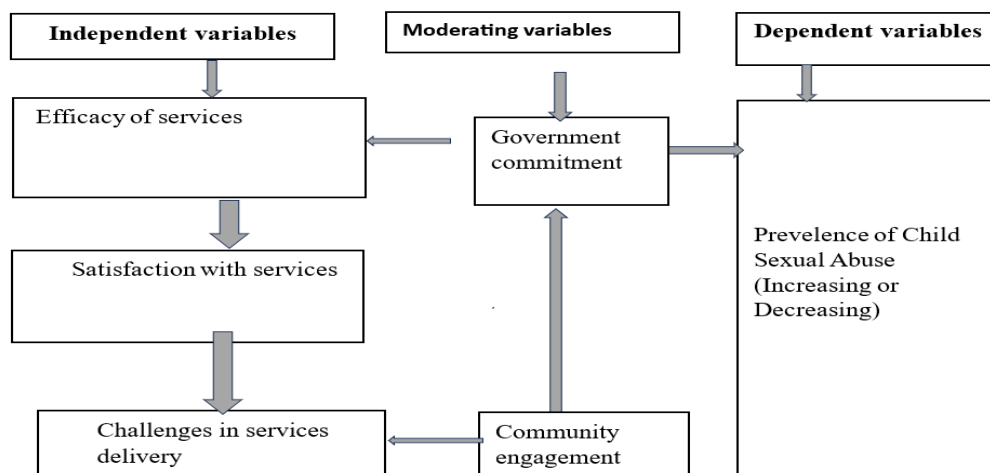 Independent variables
Moderating variables
Dependent variables
Efficacy of services
Government
commitment
Prevelence of Child
Sexual Abuse
(Increasing or
Decreasing)
Satisfaction with services
Challenges in services
delivery
Community
engagement